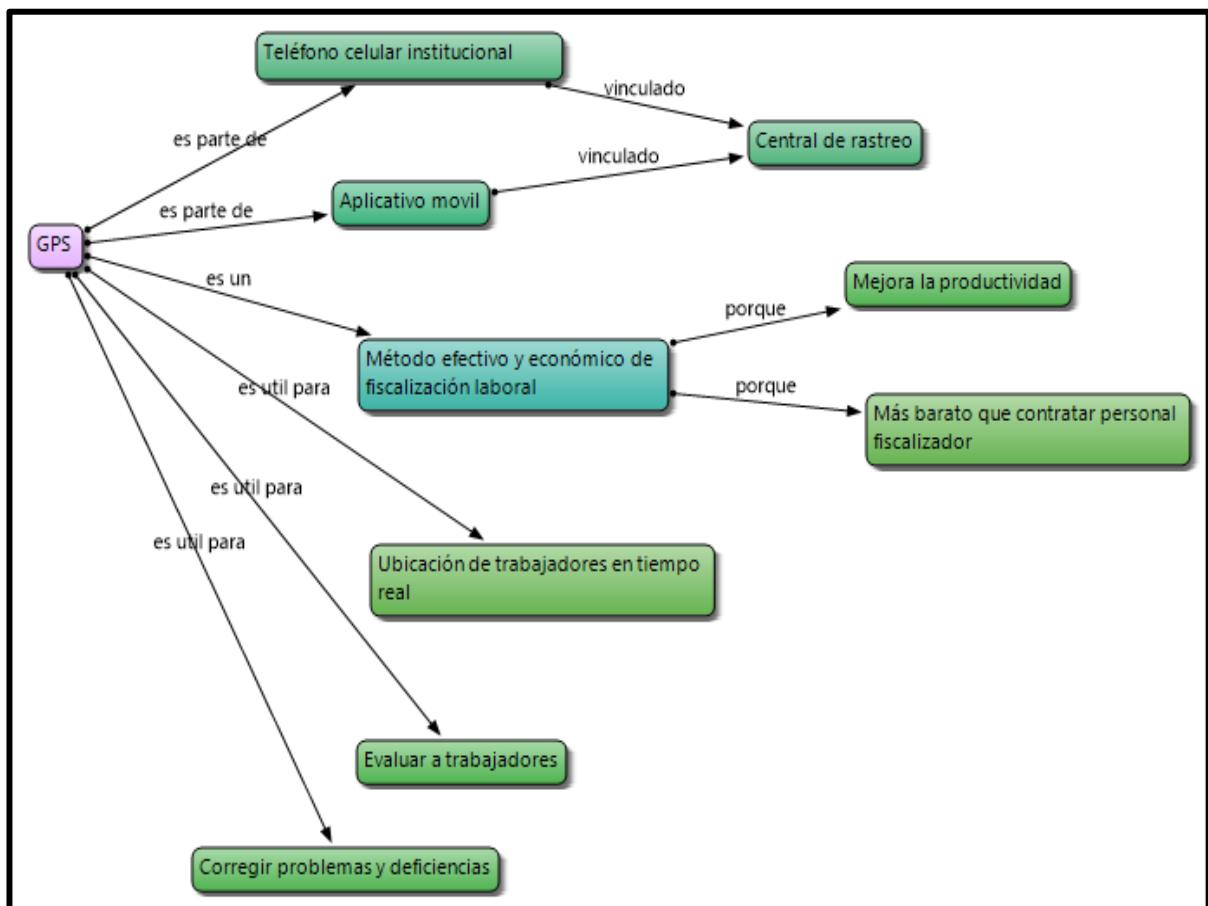 Teléfono celular institucional
vinculado
Central de rastreo
es parte de
vinculado
Aplicativo movil
es parte de
GPS
es un
Mejora la productividad
porque
Método efectivo y económico de
fiscalización laboral
es util para
porque
Más barato que contratar personal
fiscalizador
es util para
es util para
Ubicación de trabajadores en tiempo
real
Evaluar a trabajadores
Corregir problemas y deficiencias